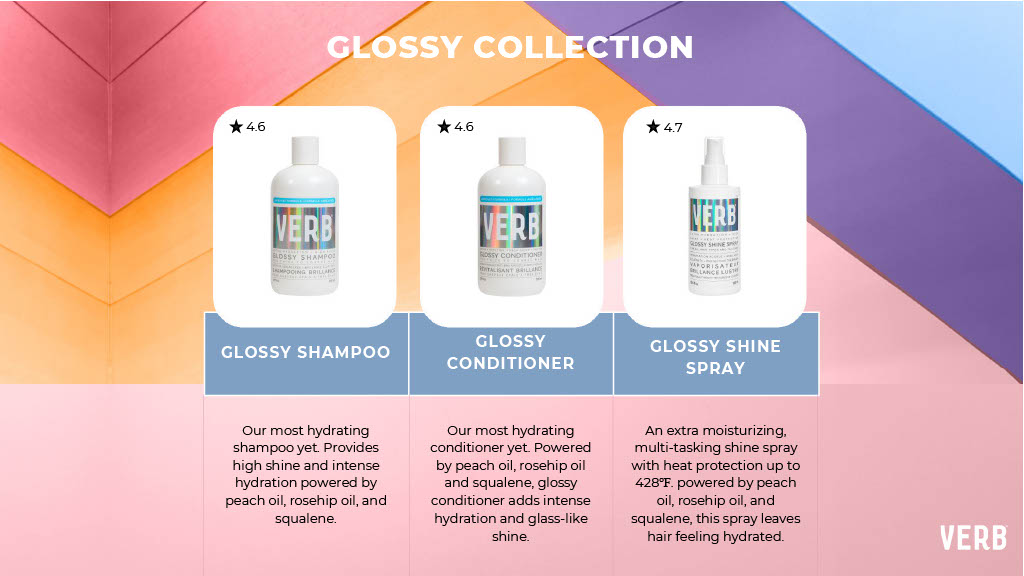 GLOSSY COLLECTION
★ 4.6
★ 4.6
★ 4.7
VERB
GLOSSY SHAMPOO
SHAMPOOING BRILLANCE
VERB
GLOSSY CONDITIONER
REVITALISANT BRILLANCE
VERB
GLOSSY SHINE SPRAY
VAPORISATEUR
BRILLANCE LUSTRE
GLOSSY SHAMPOO
GLOSSY
CONDITIONER
GLOSSY SHINE
SPRAY
Our most hydrating
shampoo yet. Provides
high shine and intense
hydration powered by
peach oil, rosehip oil, and
squalene.
Our most hydrating
conditioner yet. Powered
by peach oil, rosehip oil
and squalene, glossy
conditioner adds intense
hydration and glass-like
shine.
An extra moisturizing,
multi-tasking shine spray
with heat protection up to
428℉. powered by peach
oil, rosehip oil, and
squalene, this spray leaves
hair feeling hydrated.
VERB